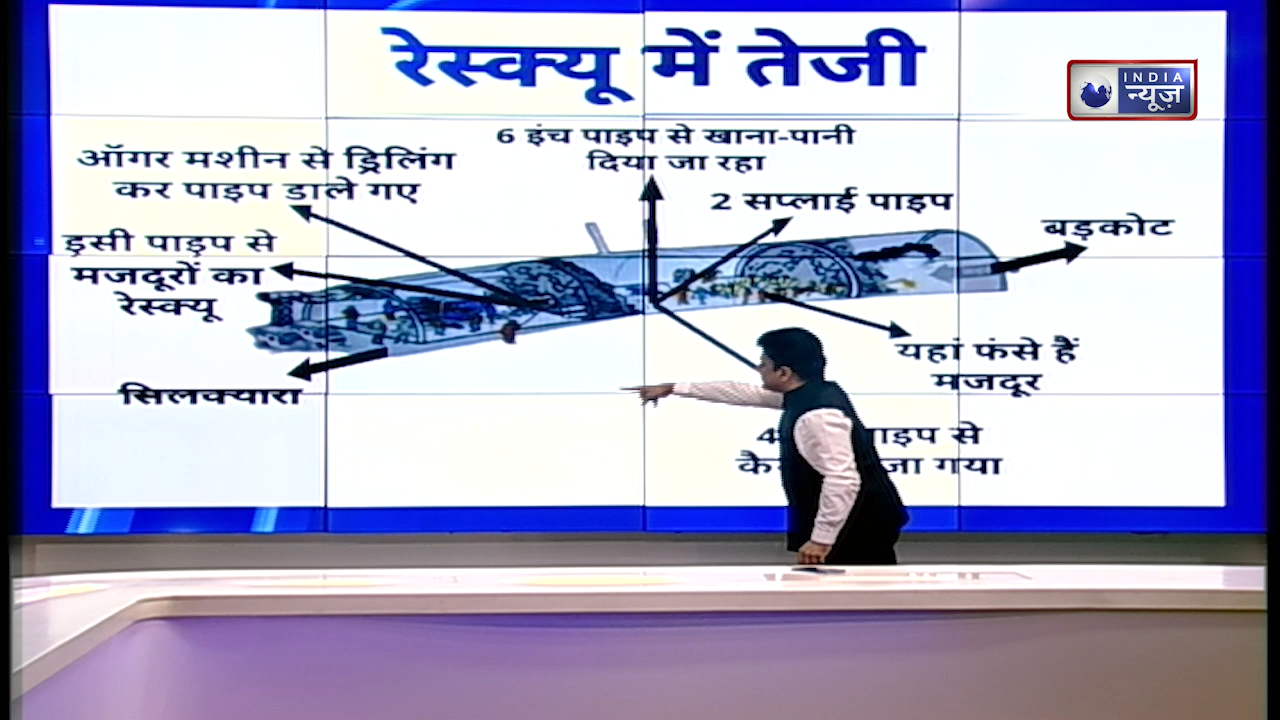 रेस्क्यू में तेजी
INDIA
न्यूज़
6 इंच पाइप से खाना-पानी
दिया जा रहा
ऑगर मशीन से ड्रिलिंग
कर पाइप डाले गए
2 सप्लाई पाइप
बड़कोट
इसी पाइप से
मजदूरों का
रेस्क्यू
यहां फंसे हैं
मजदूर
सिलक्यारा
पाइप से
गया